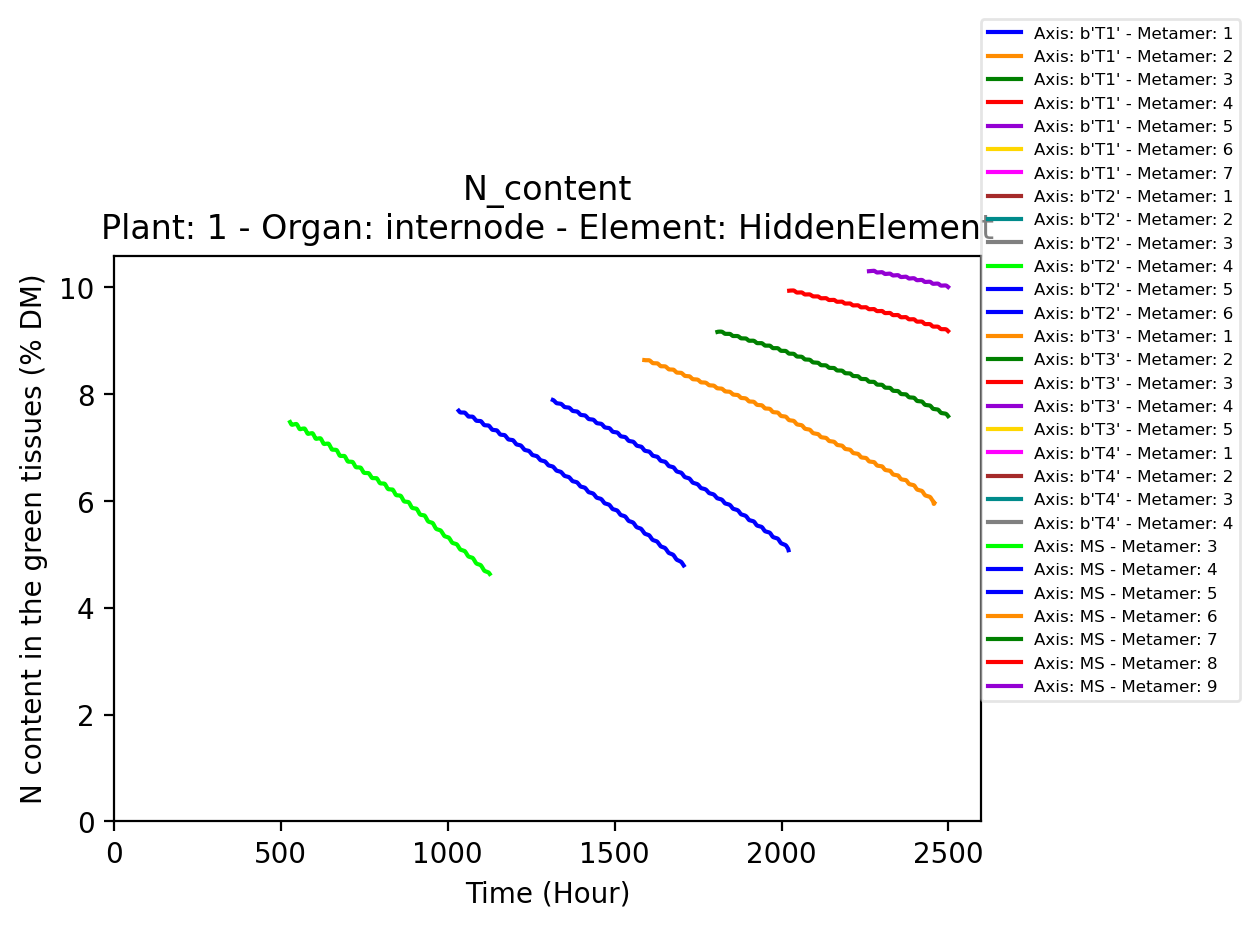 N_content
Plant: 1 - Organ: internode - Element: HiddenElement
N content in the green tissues (% DM)
10
8
6
4
2
0
0 500 1000 1500 2000 2500
Time (Hour)
Axis: b'T1' - Metamer: 1
Axis: b'T1' - Metamer: 2
Axis: b'T1' - Metamer: 3
Axis: b'T1' - Metamer: 4
Axis: b'T1' - Metamer: 5
Axis: b'T1' - Metamer: 6
Axis: b'T1' - Metamer: 7
Axis: b'T2' - Metamer: 1
Axis: b'T2' - Metamer: 2
Axis: b'T2' - Metamer: 3
Axis: b'T2' - Metamer: 4
Axis: b'T2' - Metamer: 5
Axis: b'T2' - Metamer: 6
Axis: b'T3' - Metamer: 1
Axis: b'T3' - Metamer: 2
Axis: b'T3' - Metamer: 3
Axis: b'T3' - Metamer: 4
Axis: b'T3' - Metamer: 5
Axis: b'T4' - Metamer: 1
Axis: b'T4' - Metamer: 2
Axis: b'T4' - Metamer: 3
Axis: b'T4' - Metamer: 4
Axis: MS - Metamer: 3
Axis: MS - Metamer: 4
Axis: MS - Metamer: 5
Axis: MS - Metamer: 6
Axis: MS - Metamer: 7
Axis: MS - Metamer: 8
Axis: MS - Metamer: 9